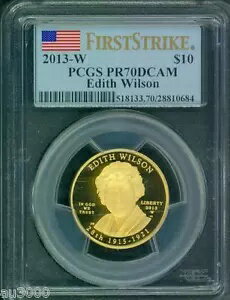 FIRSTSTRIKE
2013-W $10
PCGS PR70DCAM
Edith Wilson
518133.70/28810684
EDITH WILSON
IN GOD
WE
TRUST
LIBERTY
2013
W
28th 1915-1921
au3000